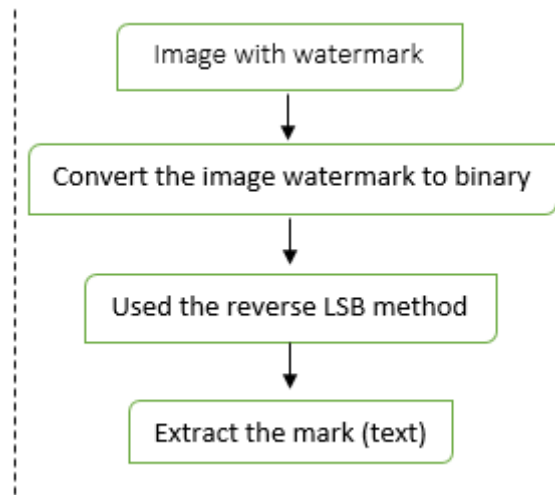 Image with watermark
Convert the image watermark to binary
Used the reverse LSB method
Extract the mark (text)